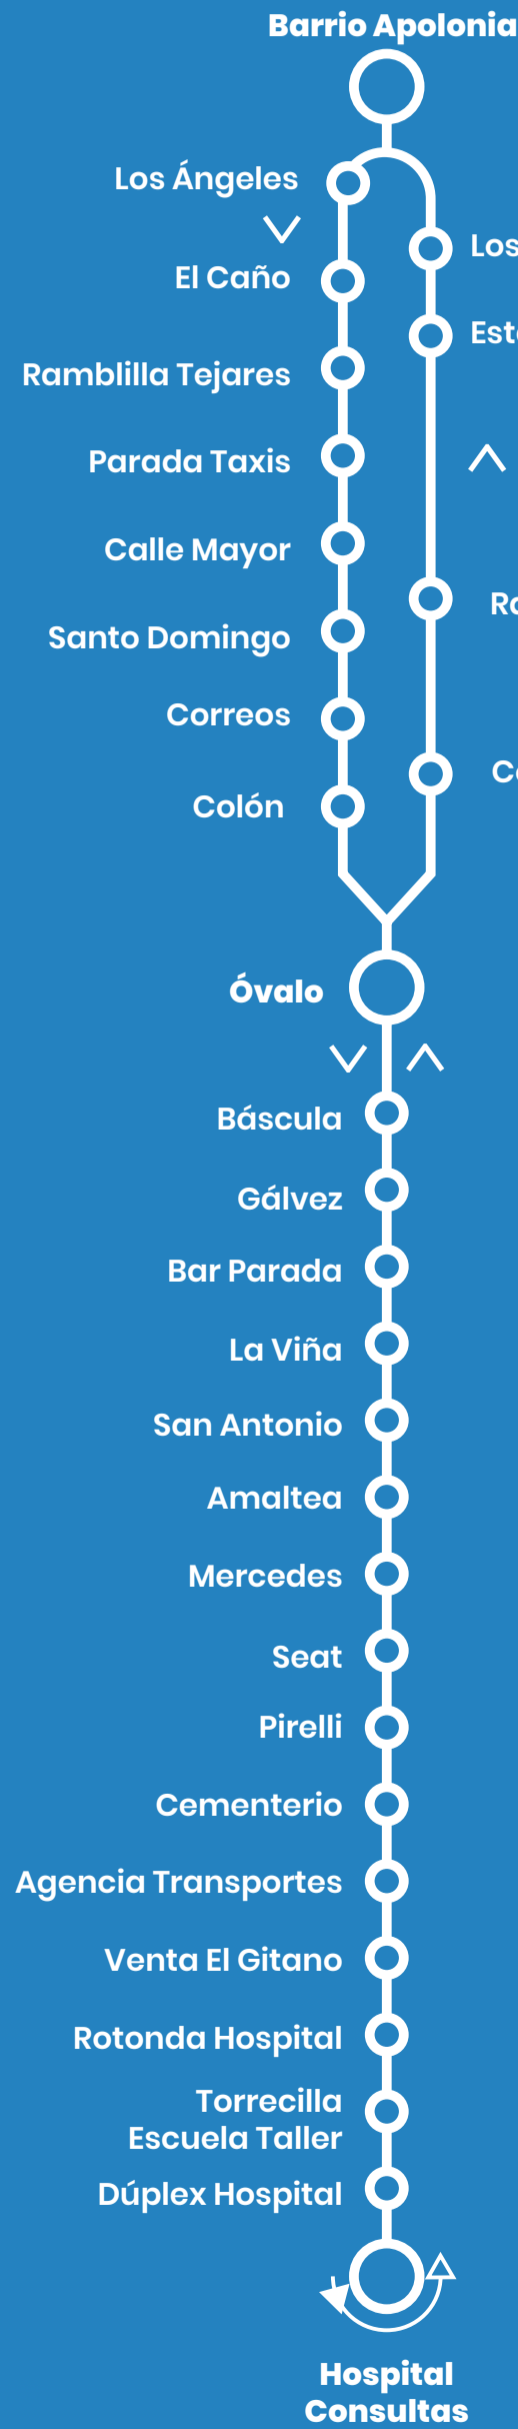 Barrio Apolonia
Los Ángeles
Los
El Caño
Ramblilla Tejares
Parada Taxis
Calle Mayor
Santo Domingo
Correos
Colón
Óvalo
Báscula
Gálvez
Bar Parada
La Viña
San Antonio
Amaltea
Mercedes
Seat
Pirelli
Cementerio
Agencia Transportes
Venta El Gitano
Rotonda Hospital
Torrecilla
Escuela Taller
Dúplex Hospital
Hospital
Consultas